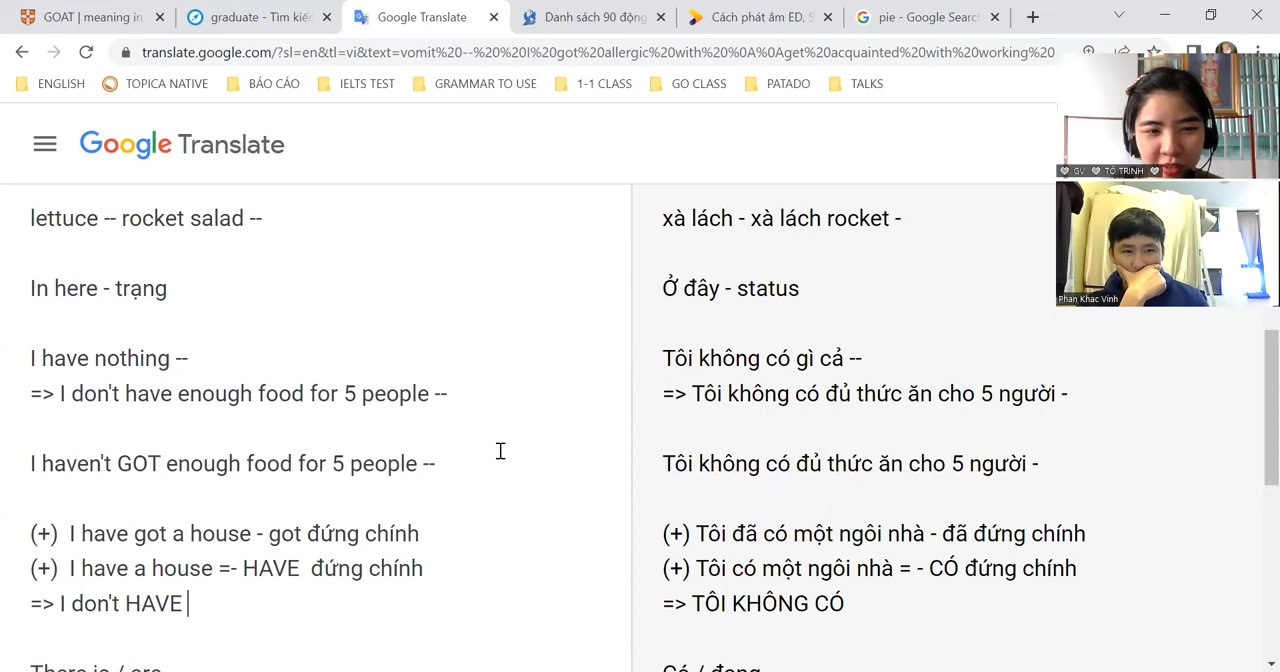 GOAT | meaning in
graduate - Tìm kiến
Google Translate
Danh sách 90 động
Cách phát âm ED, S
pie - Google Searc
translate.google.com/?sl=en&tl=vi&text=vomit%20--%20%20I%20got%20allergic%20with%20%0A%0Aget%20acquainted%20with%20working%20
ENGLISH
TOPICA NATIVE
BÁO CÁO
IELTS TEST
GRAMMAR TO USE
1-1 CLASS
GO CLASS
PATADO
TALKS
Google Translate
GV TỐ TRINH
Phan Khac Vinh
lettuce -- rocket salad --
In here - trạng
I have nothing --
=> I don't have enough food for 5 people --
I haven't GOT enough food for 5 people --
(+) I have got a house - got đứng chính
(+) I have a house =- HAVE đứng chính
=> I don't HAVE
There is / are
xà lách - xà lách rocket -
Ở đây - status
Tôi không có gì cả --
=> Tôi không có đủ thức ăn cho 5 người -
Tôi không có đủ thức ăn cho 5 người -
(+) Tôi đã có một ngôi nhà - đã đứng chính
(+) Tôi có một ngôi nhà = - CÓ đứng chính
=> TÔI KHÔNG CÓ
Có / đang